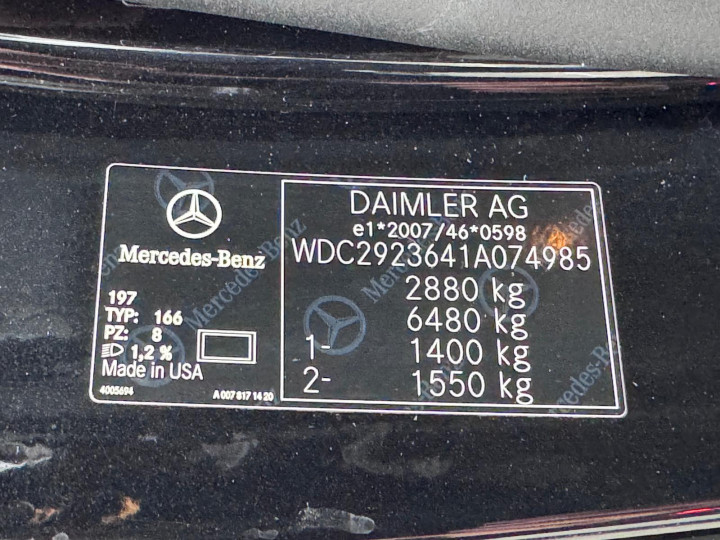 Mercedes-Benz
197
TYP: 166
PZ: 8
1,2 %
Made in USA
4005694
A 007 817 14 20
DAIMLER AG
e1*2007/46*0598
WDC2923641A074985
2880 kg
6480 kg
1- 1400 kg
2- 1550 kg